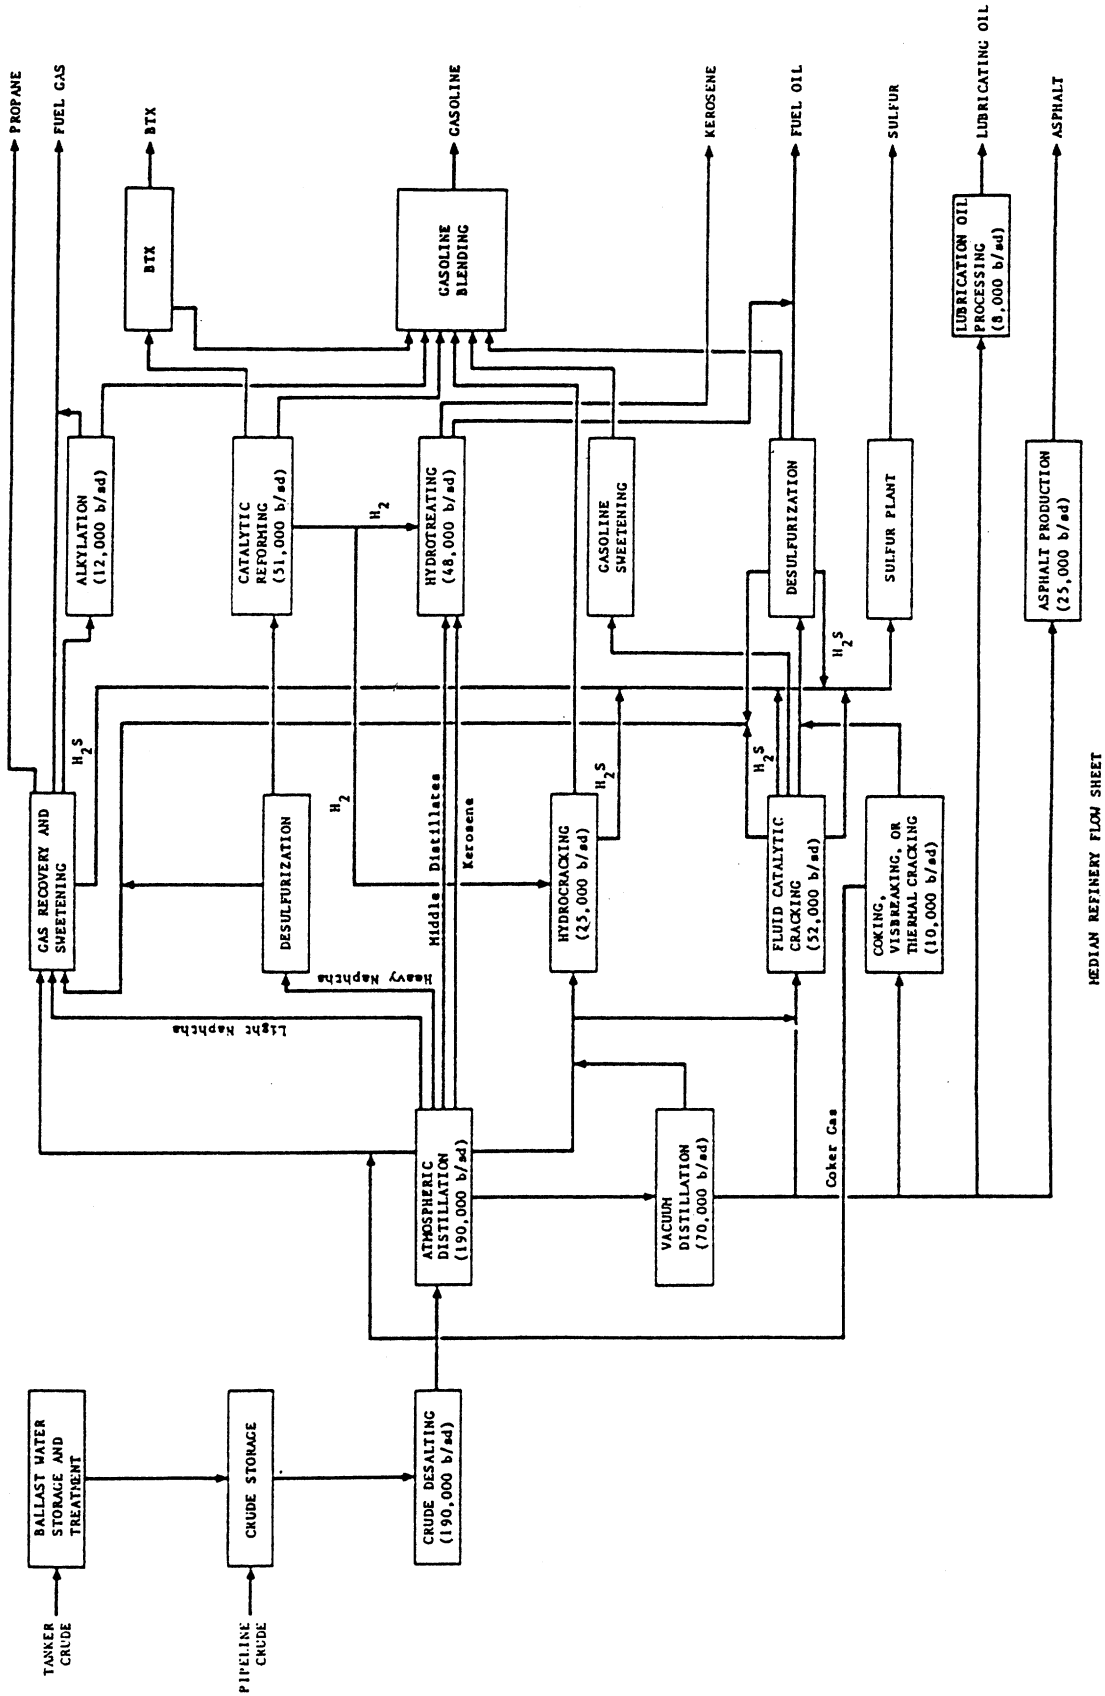 TANKER
CRUDE
PIPELINE
CRUDE
BALLAST WATER
STORAGE AND
TREATMENT
CRUDE STORAGE
CRUDE DESALTING
(190,000 b/sd)
ATMOSPHERIC
DISTILLATION
(190,000 b/sd)
VACUUM
DISTILLATION
(70,000 b/sd)
Coker Gas
Light Naphtha
Heavy Naphtha
Middle Distillates
Kerosene
GAS RECOVERY AND
SWEETENING
H2S
DESULFURIZATION
H2
HYDROCRACKING
(25,000 b/sd)
H2S
FLUID CATALYTIC
CRACKING
(52,000 b/sd)
H2S
COKING,
VISBREAKING, OR
THERMAL CRACKING
(10,000 b/sd)
ALKYLATION
(12,000 b/sd)
CATALYTIC
REFORMING
(51,000 b/sd)
H2
HYDROTREATING
(48,000 b/sd)
GASOLINE
SWEETENING
DESULFURIZATION
H2S
SULFUR PLANT
ASPHALT PRODUCTION
(25,000 b/sd)
BTX
GASOLINE
BLENDING
LUBRICATION OIL
PROCESSING
(8,000 b/sd)
PROPANE
FUEL GAS
BTX
GASOLINE
KEROSENE
FUEL OIL
SULFUR
LUBRICATING OIL
ASPHALT
MEDIAN REFINERY FLOW SHEET